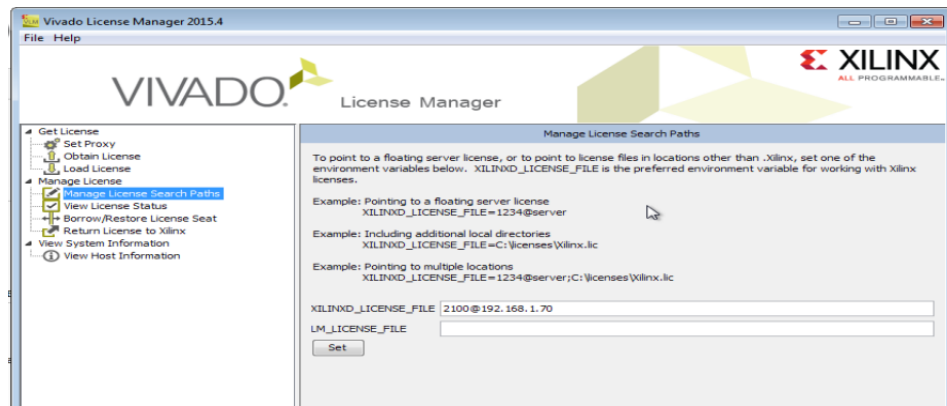 VLM Vivado License Manager 2015.4
File Help
VIVADO.
License Manager
XILINX
ALL PROGRAMMABLE.
Get License
Set Proxy
Obtain License
Load License
Manage License
Manage License Search Paths
View License Status
Borrow/Restore License Seat
Return License to Xilinx
View System Information
View Host Information
Manage License Search Paths
To point to a floating server license, or to point to license files in locations other than .Xilinx, set one of the
environment variables below. XILINXD_LICENSE_FILE is the preferred environment variable for working with Xilinx
licenses.
Example: Pointing to a floating server license
XILINXD_LICENSE_FILE=1234@server
Example: Including additional local directories
XILINXD_LICENSE_FILE=C:\licenses\Xilinx.lic
Example: Pointing to multiple locations
XILINXD_LICENSE_FILE=1234@server;C:\licenses\Xilinx.lic
XILINXD_LICENSE_FILE 2100@192.168.1.70
LM_LICENSE_FILE
Set